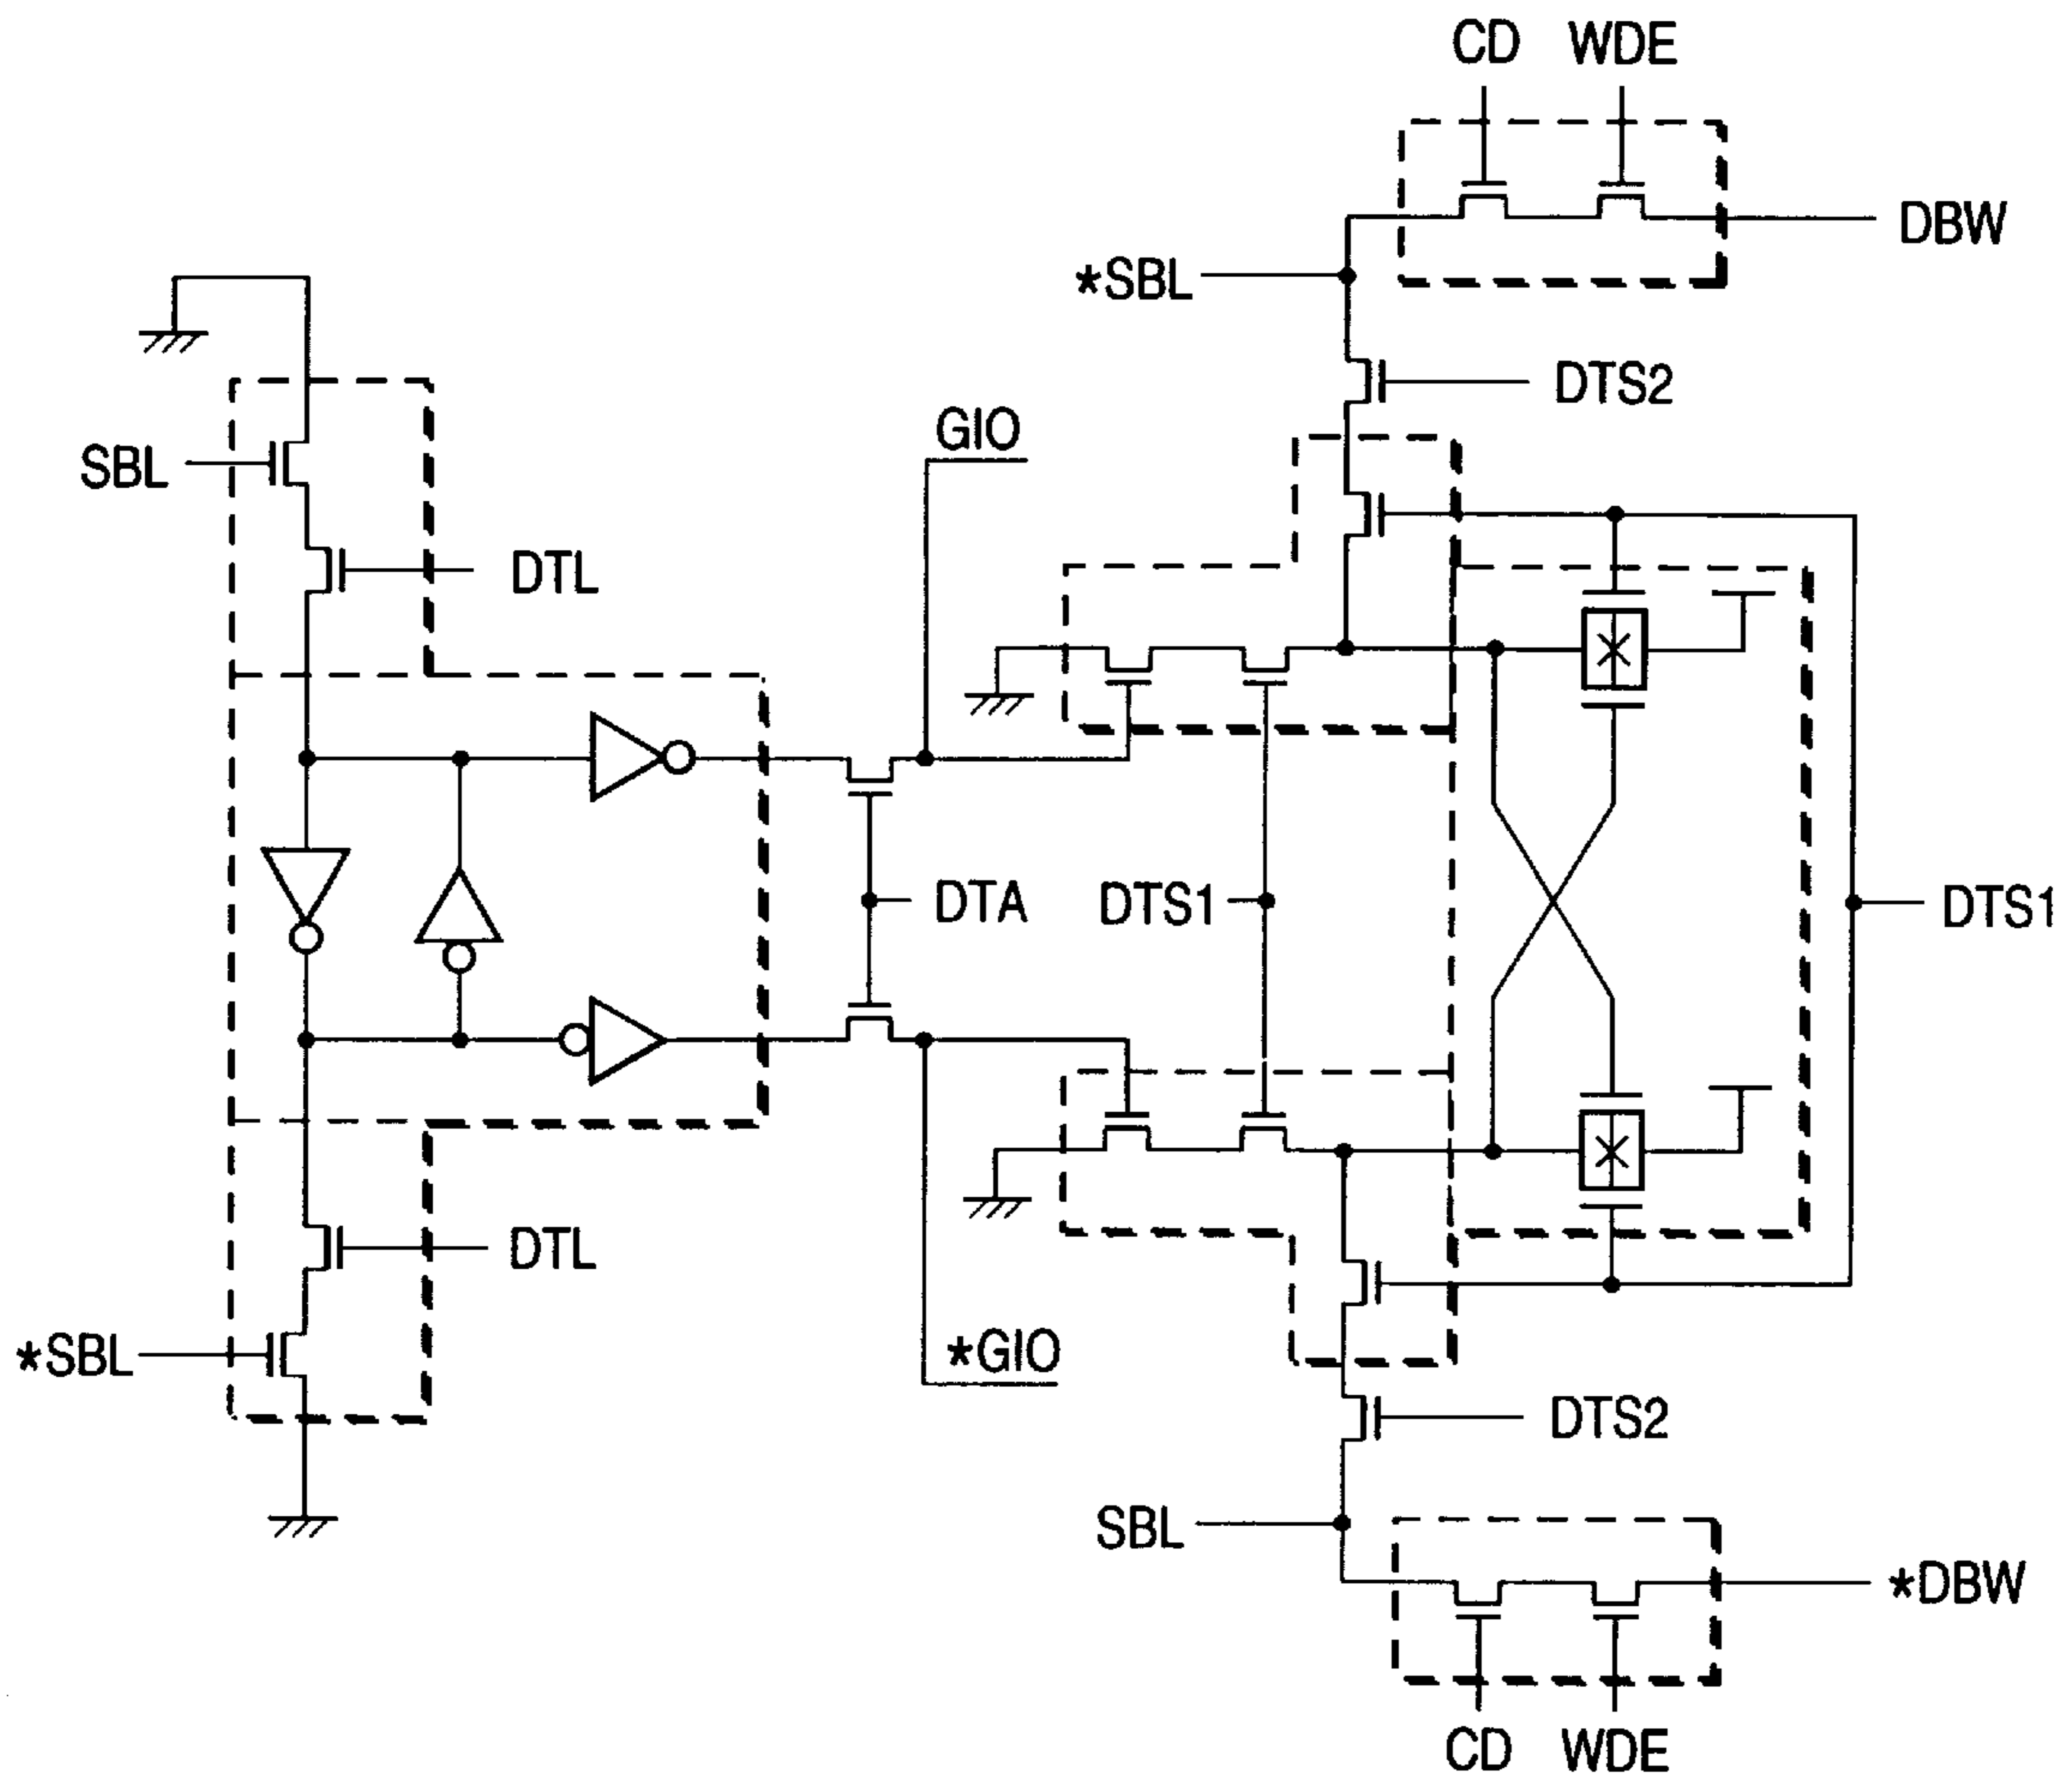 CD WDE
DBW
*SBL
DTS2
GIO
SBL
DTL
DTA
DTS1
DTS1
DTL
*SBL
*GIO
DTS2
SBL
*DBW
CD WDE